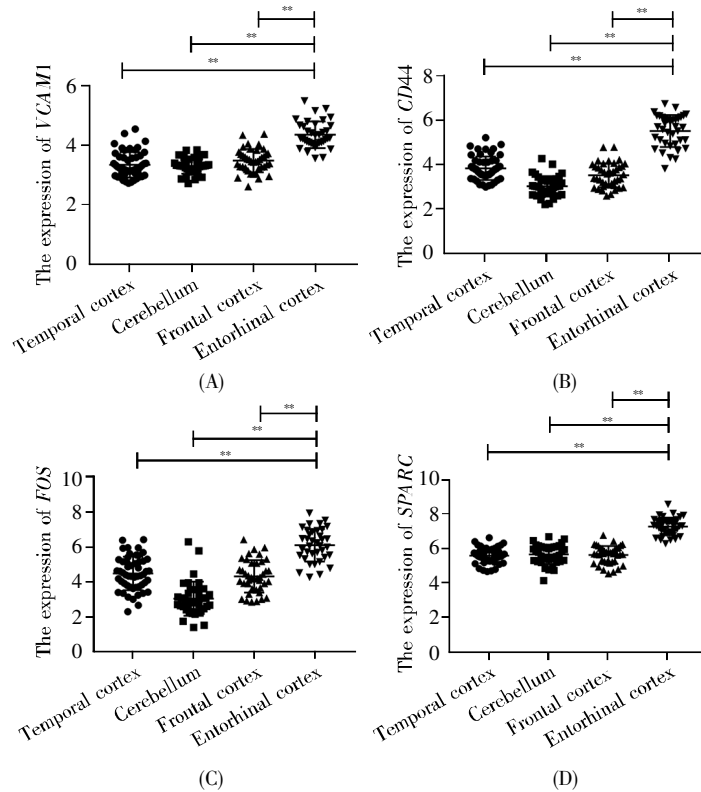 **
**
**
The expression of VCAM1
6
4
2
0
Temporal cortex
Cerebellum
Frontal cortex
Entorhinal cortex
(A)
**
**
**
The expression of CD44
8
6
4
2
0
Temporal cortex
Cerebellum
Frontal cortex
Entorhinal cortex
(B)
**
**
**
The expression of FOS
10
8
6
4
2
0
Temporal cortex
Cerebellum
Frontal cortex
Entorhinal cortex
(C)
**
**
**
The expression of SPARC
10
8
6
4
2
0
Temporal cortex
Cerebellum
Frontal cortex
Entorhinal cortex
(D)